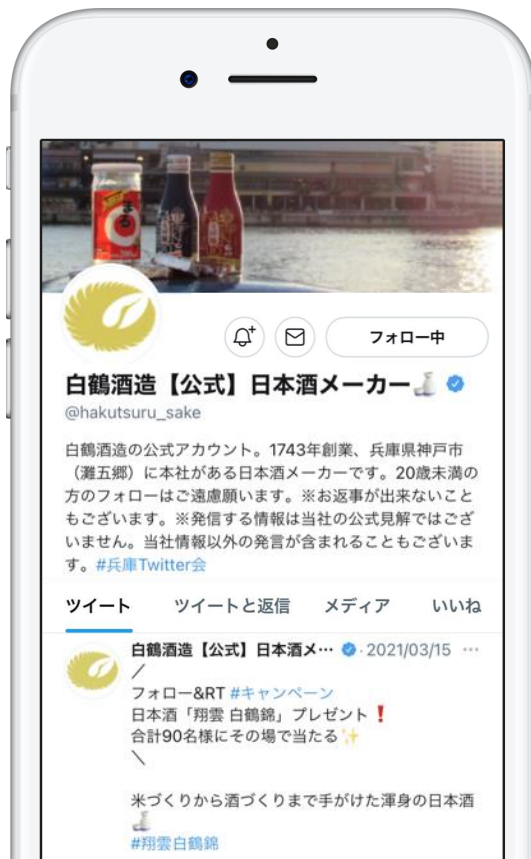 まる
フォロー中
白鶴酒造【公式】日本酒メーカー🍶
@hakutsuru_sake
白鶴酒造の公式アカウント。1743年創業、兵庫県神戸市
（灘五郷）に本社がある日本酒メーカーです。20歳未満の
方のフォローはご遠慮願います。※お返事が出来ないこと
もございます。※発信する情報は当社の公式見解ではござ
いません。当社情報以外の発言が含まれることもございま
す。#兵庫Twitter会
ツイート ツイートと返信 メディア いいね
白鶴酒造【公式】日本酒メ… · 2021/03/15 …
／
フォロー&RT #キャンペーン
日本酒「翔雲 白鶴錦」プレゼント❗
合計90名様にその場で当たる✨
＼
米づくりから酒づくりまで手がけた渾身の日本酒
🍶
#翔雲白鶴錦